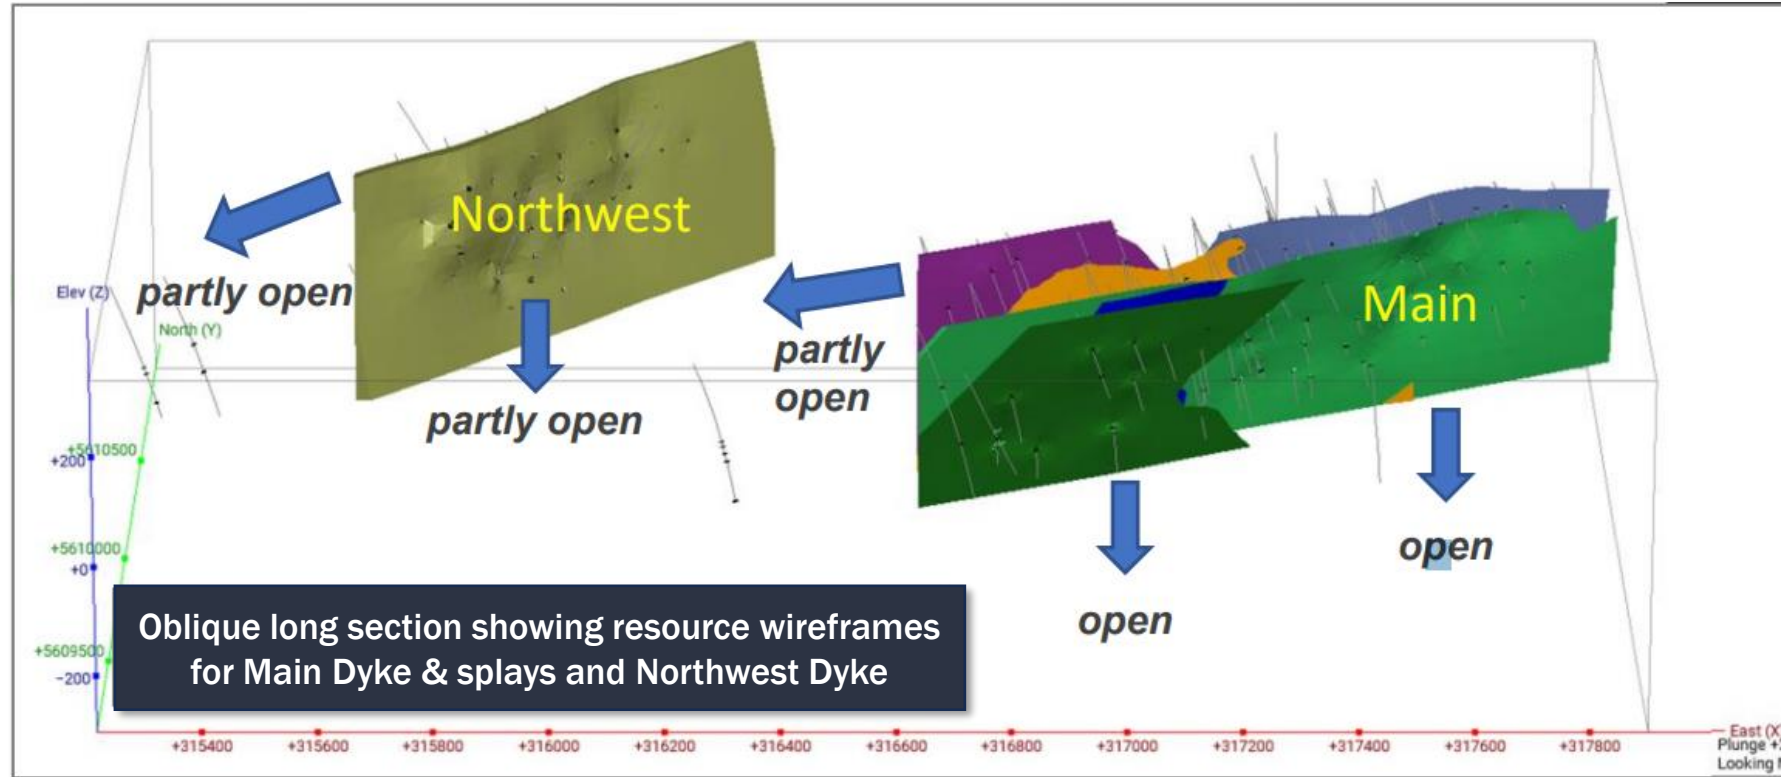 Northwest
Main
partly open
partly
open
partly open
open
open
Elev (Z)
North (Y)
+5610500
+200
+5610000
+0
+5609500
-200
Oblique long section showing resource wireframes
for Main Dyke & splays and Northwest Dyke
+315400
+315600
+315800
+316000
+316200
+316400
+316600
+316800
+317000
+317200
+317400
+317600
+317800
East (X)
Plunge
Looking